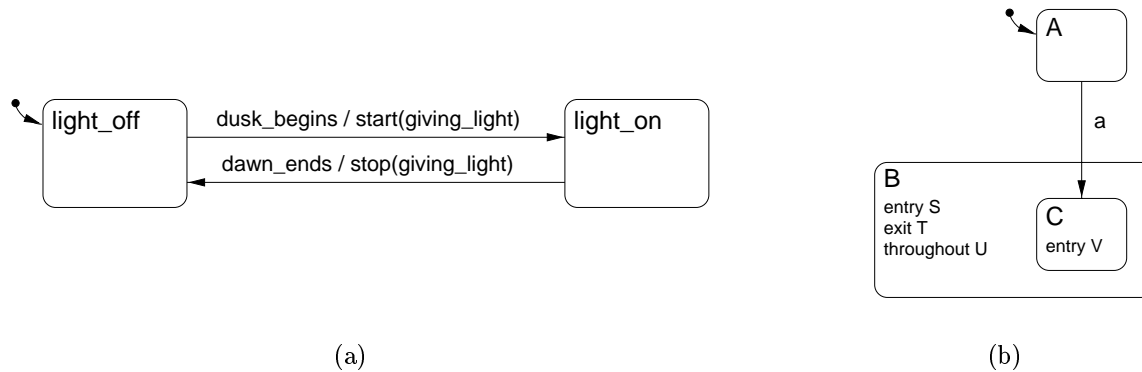 light_off
dusk_begins / start(giving_light)
dawn_ends / stop(giving_light)
light_on
(a)
A
a
B
entry S
exit T
throughout U
C
entry V
(b)